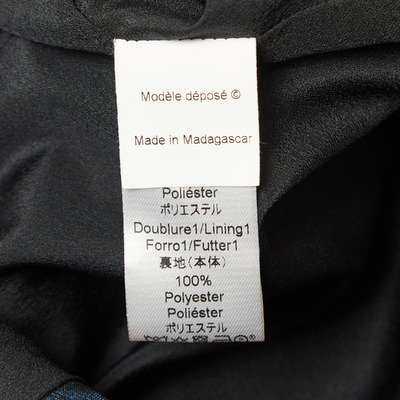 Modèle déposé ©
Made in Madagascar
Poliéster
ポリエステル
Doublure1/Lining1
Forro1/Futter1
裏地(本体)
100%
Polyester
Poliéster
ポリエステル